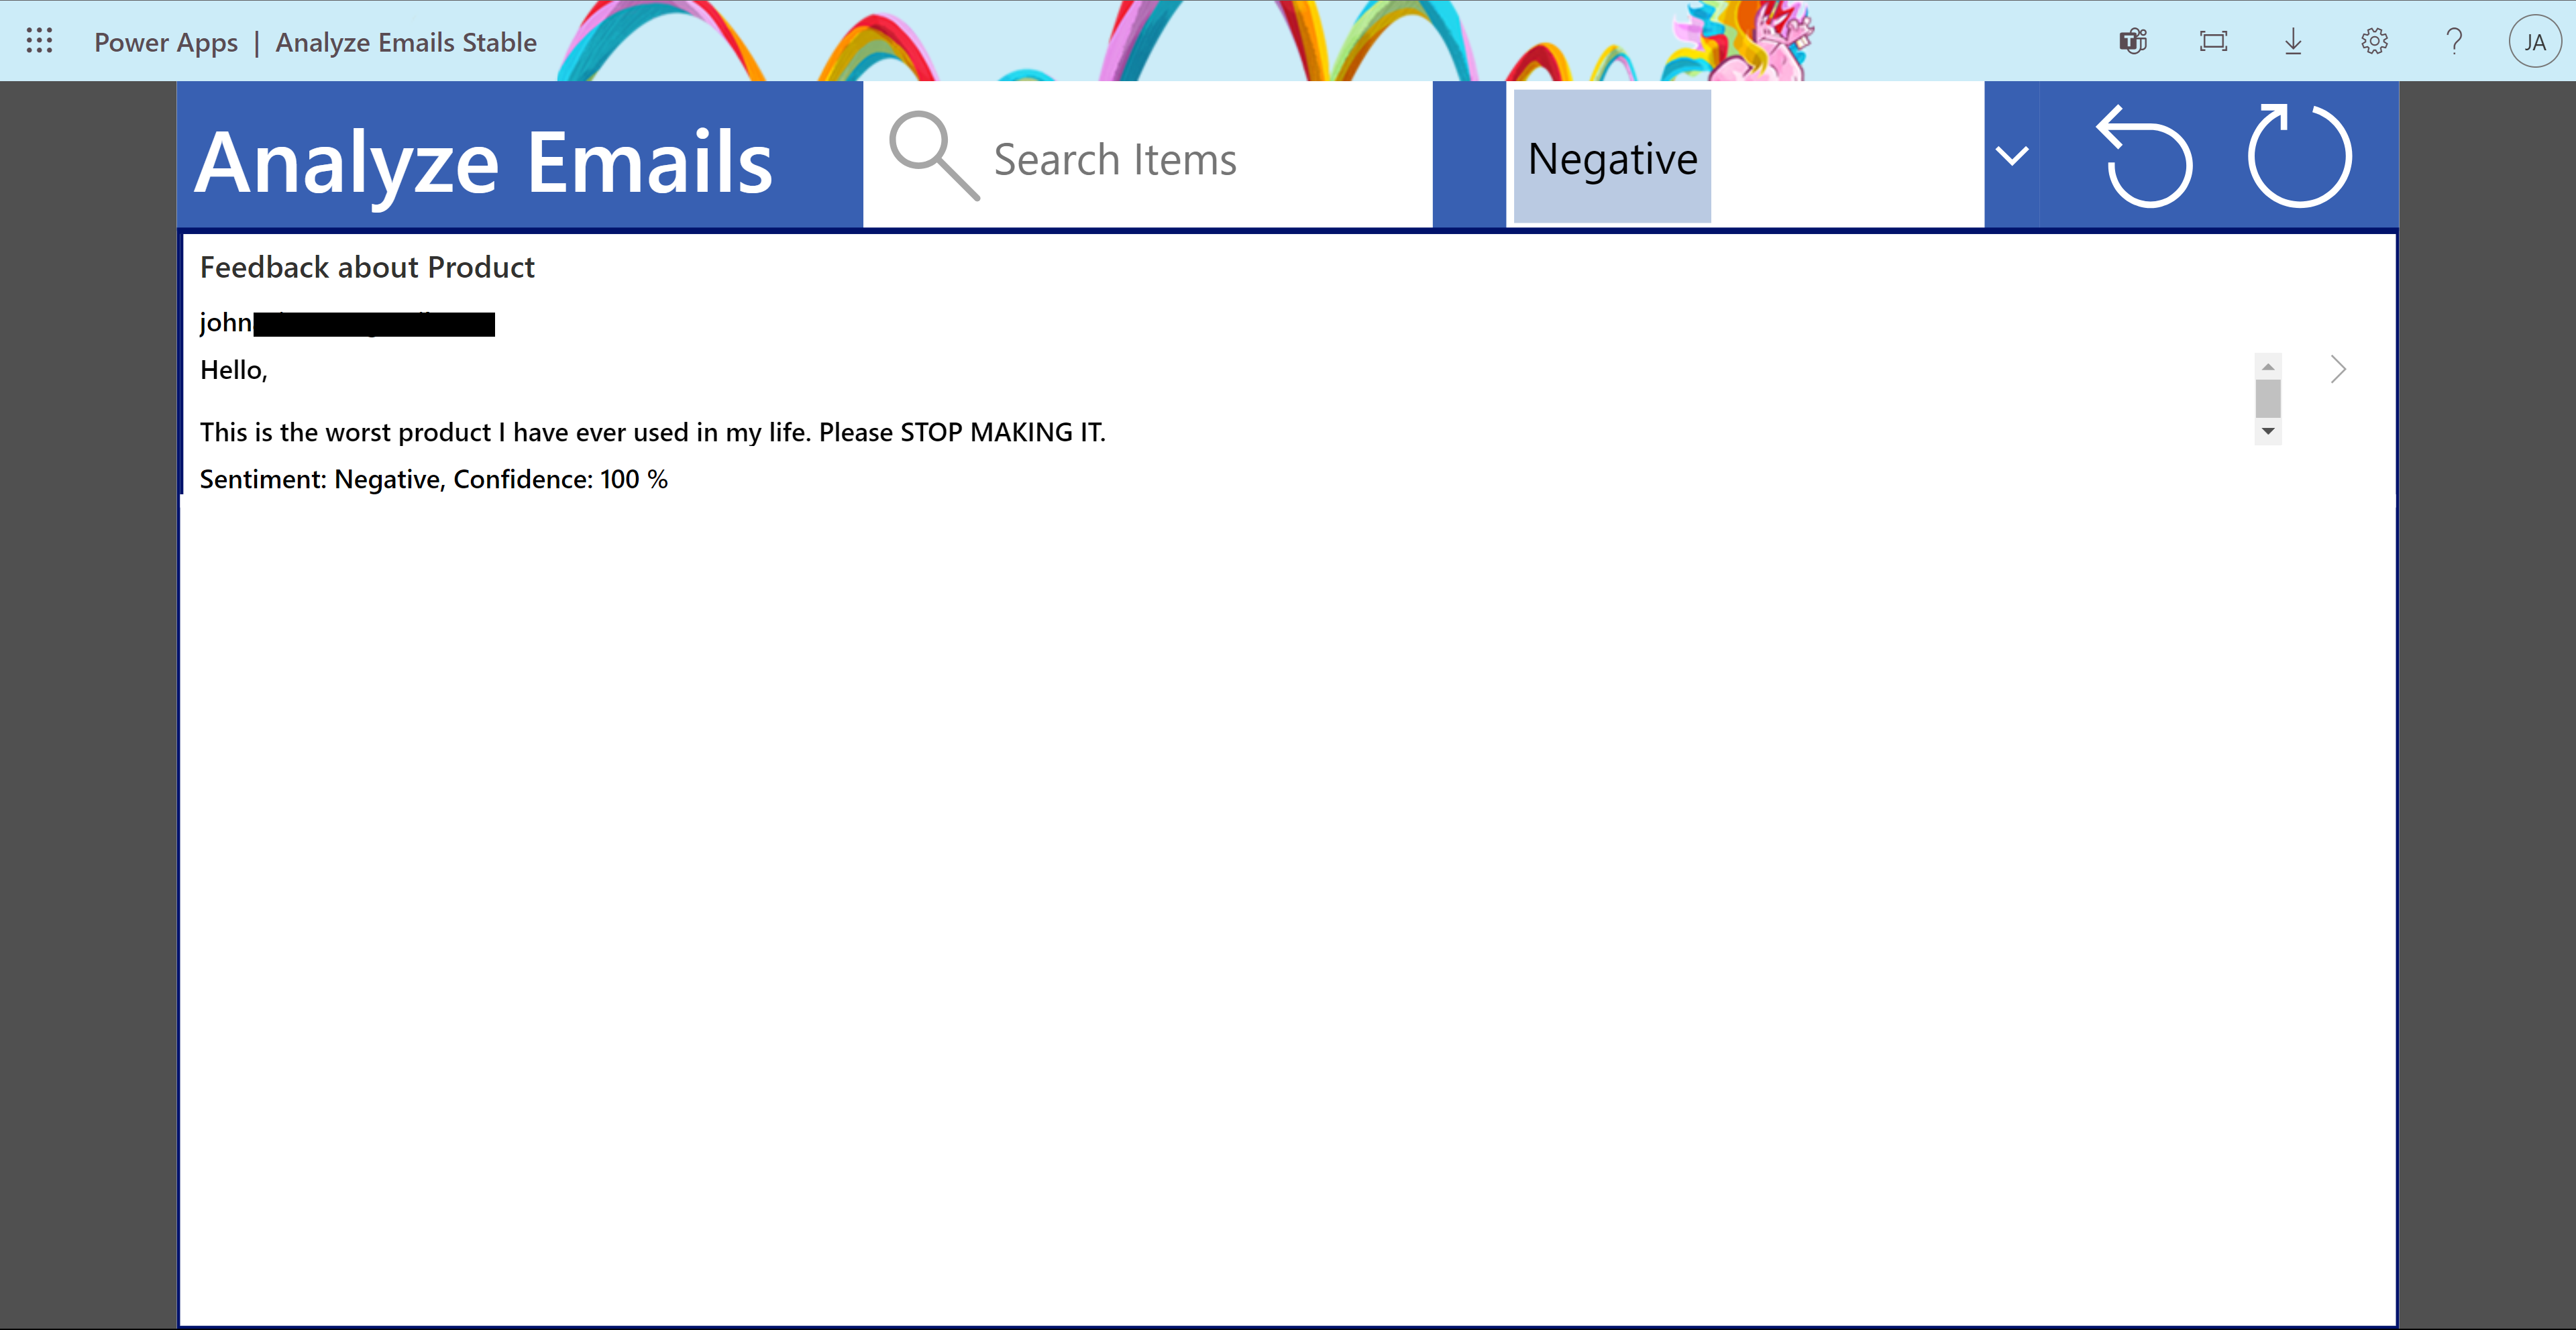 Power Apps | Analyze Emails Stable
JA
Analyze Emails
Search Items
Negative
Feedback about Product
john
Hello,
This is the worst product I have ever used in my life. Please STOP MAKING IT.
Sentiment: Negative, Confidence: 100 %